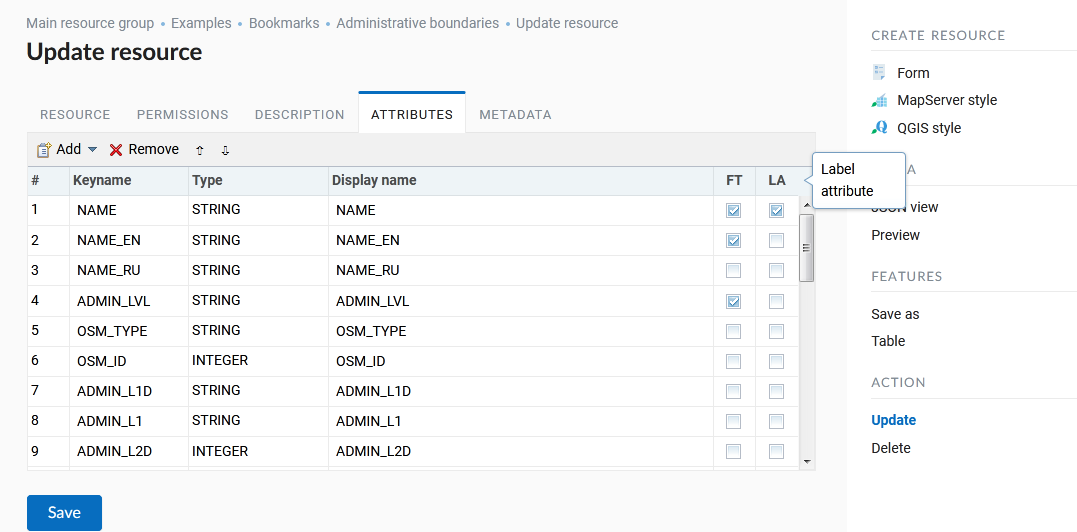 Main resource group • Examples • Bookmarks • Administrative boundaries • Update resource
Update resource
RESOURCE PERMISSIONS DESCRIPTION ATTRIBUTES METADATA
Add Remove
# Keyname Type Display name FT LA
1 NAME STRING NAME
2 NAME_EN STRING NAME_EN
3 NAME_RU STRING NAME_RU
4 ADMIN_LVL STRING ADMIN_LVL
5 OSM_TYPE STRING OSM_TYPE
6 OSM_ID INTEGER OSM_ID
7 ADMIN_L1D STRING ADMIN_L1D
8 ADMIN_L1 STRING ADMIN_L1
9 ADMIN_L2D INTEGER ADMIN_L2D
Save
CREATE RESOURCE
Form
MapServer style
QGIS style
Label
attribute
view
Preview
FEATURES
Save as
Table
ACTION
Update
Delete